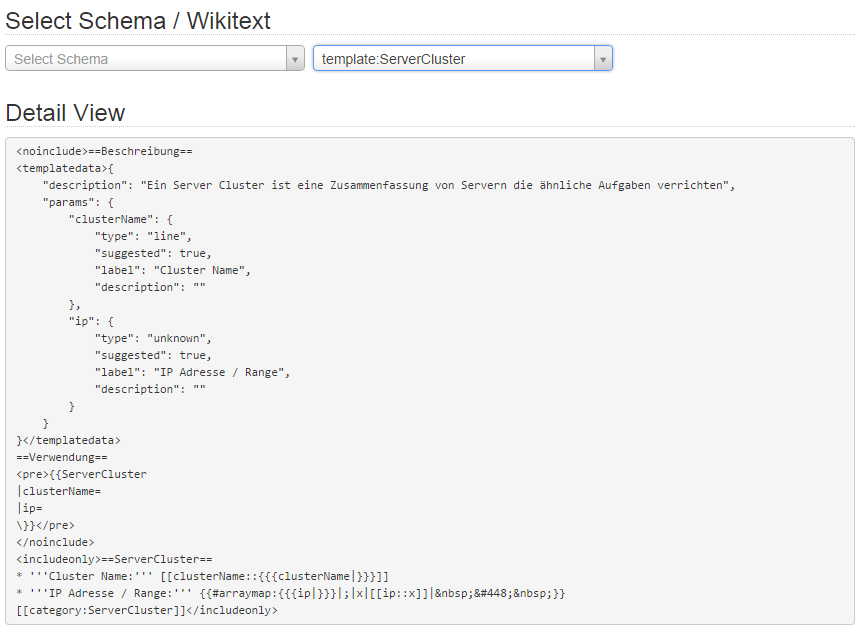 Select Schema / Wikitext
Select Schema template:ServerCluster
Detail View
<noinclude>==Beschreibung==
<templatedata>{
    "description": "Ein Server Cluster ist eine Zusammenfassung von Servern die ähnliche Aufgaben verrichten",
    "params": {
        "clusterName": {
            "type": "line",
            "suggested": true,
            "label": "Cluster Name",
            "description": ""
        },
        "ip": {
            "type": "unknown",
            "suggested": true,
            "label": "IP Adresse / Range",
            "description": ""
        }
    }
}</templatedata>
==Verwendung==
<pre>{{ServerCluster
|clusterName=
|ip=
\}}</pre>
</noinclude>
<includeonly>==ServerCluster==
* '''Cluster Name:''' [[clusterName::{{{clusterName|}}}]]
* '''IP Adresse / Range:''' {{#arraymap:{{{ip|}}}|;|x|[[ip::x]]|&nbsp;&#448;&nbsp;}}
[[category:ServerCluster]]</includeonly>